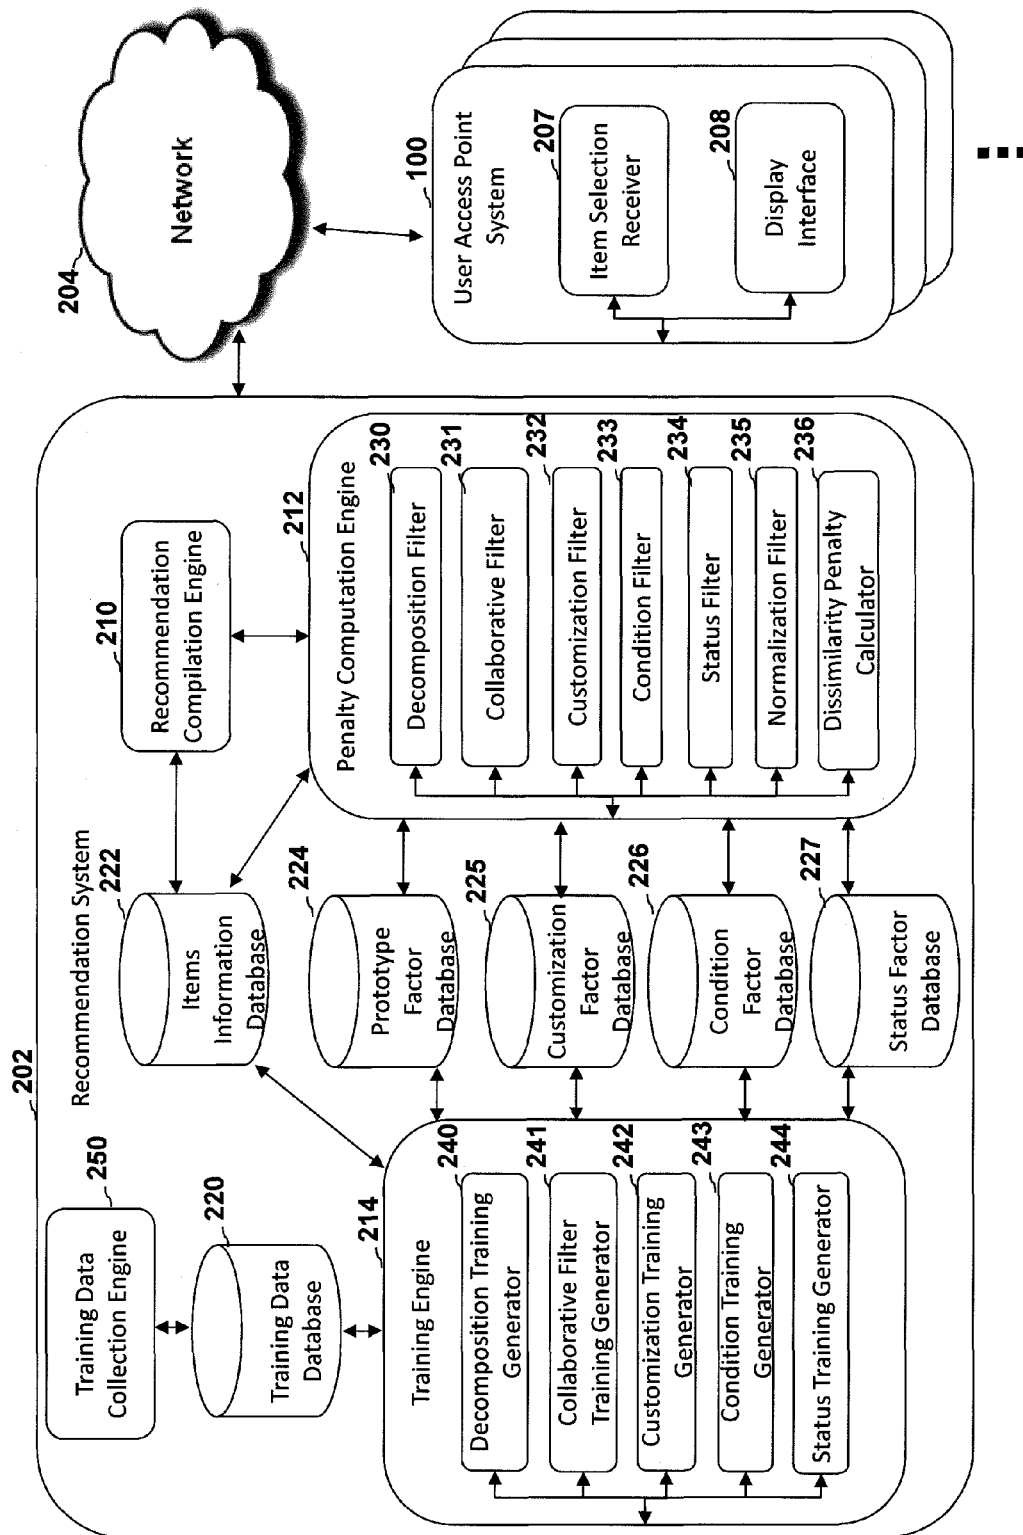 202
Recommendation System
250
Training Data
Collection Engine
220
Training Data
Database
214
Training Engine
240
Decomposition Training
Generator
241
Collaborative Filter
Training Generator
242
Customization Training
Generator
243
Condition Training
Generator
244
Status Training Generator
222
Items
Information
Database
224
Prototype
Factor
Database
225
Customization
Factor
Database
226
Condition
Factor
Database
227
Status Factor
Database
210
Recommendation
Compilation Engine
212
Penalty Computation Engine
230
Decomposition Filter
231
Collaborative Filter
232
Customization Filter
233
Condition Filter
234
Status Filter
235
Normalization Filter
236
Dissimilarity Penalty
Calculator
204
Network
100
User Access Point
System
207
Item Selection
Receiver
208
Display
Interface